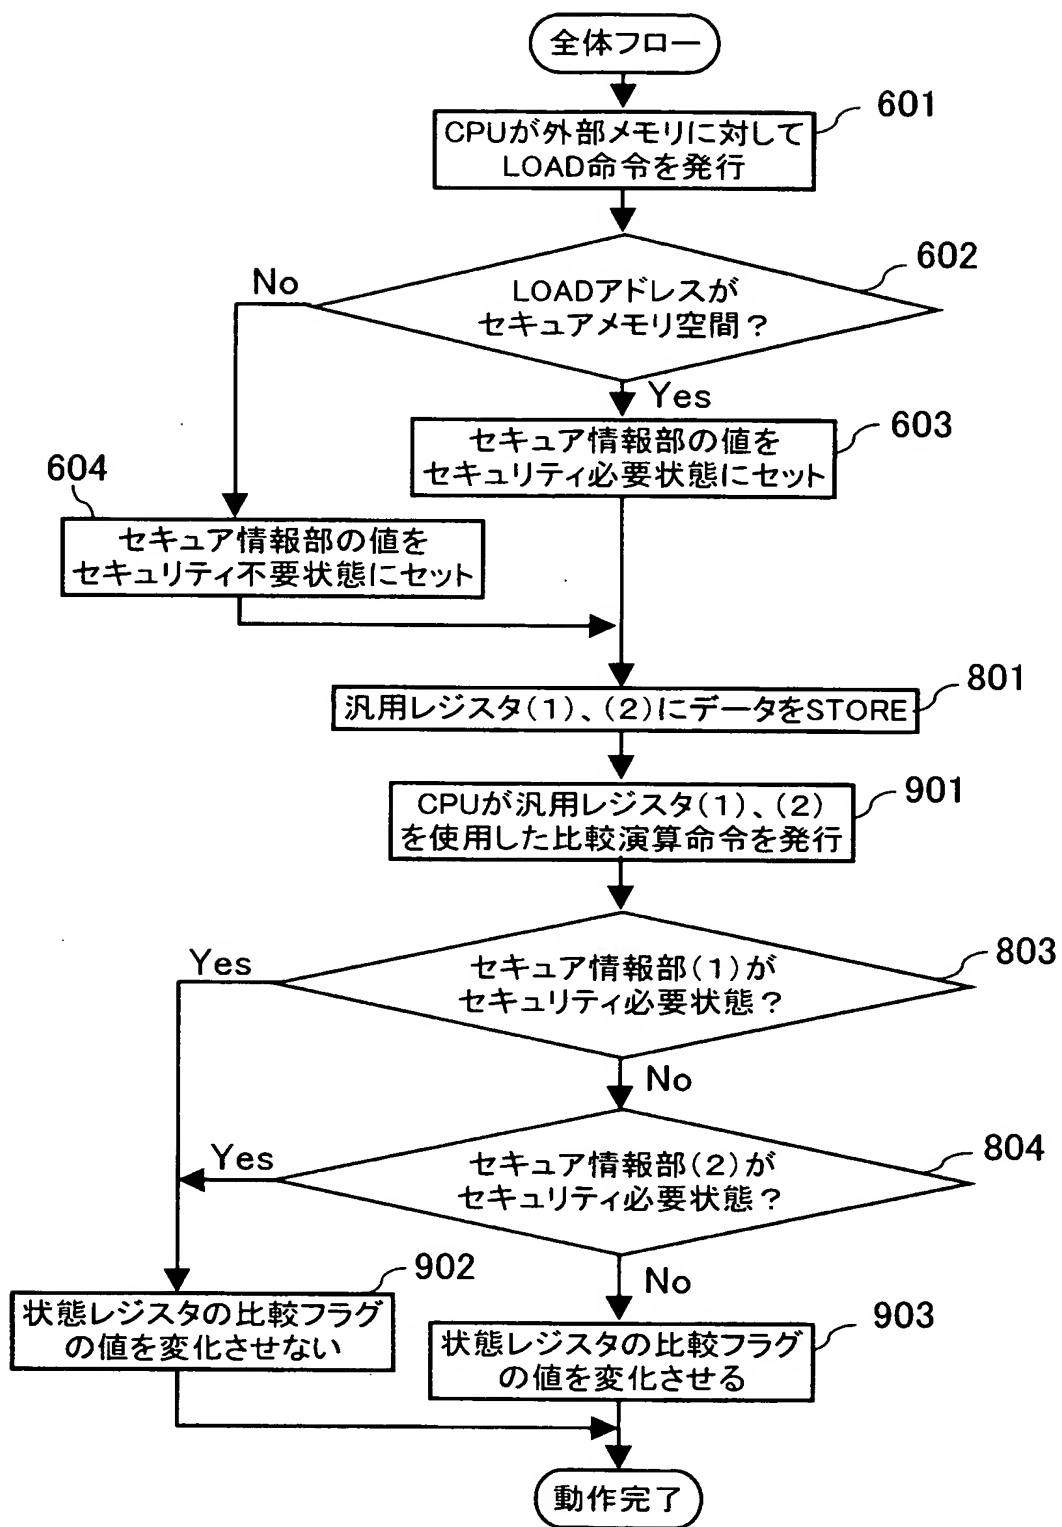 全体フロー
601
CPUが外部メモリに対して
LOAD命令を発行
602
No
LOADアドレスが
セキュアメモリ空間？
Yes
603
セキュア情報部の値を
セキュリティ必要状態にセット
604
セキュア情報部の値を
セキュリティ不要状態にセット
801
汎用レジスタ(1)、(2)にデータをSTORE
901
CPUが汎用レジスタ(1)、(2)
を使用した比較演算命令を発行
803
Yes
セキュア情報部(1)が
セキュリティ必要状態？
No
804
Yes
セキュア情報部(2)が
セキュリティ必要状態？
902
No
状態レジスタの比較フラグ
の値を変化させない
903
状態レジスタの比較フラグ
の値を変化させる
動作完了